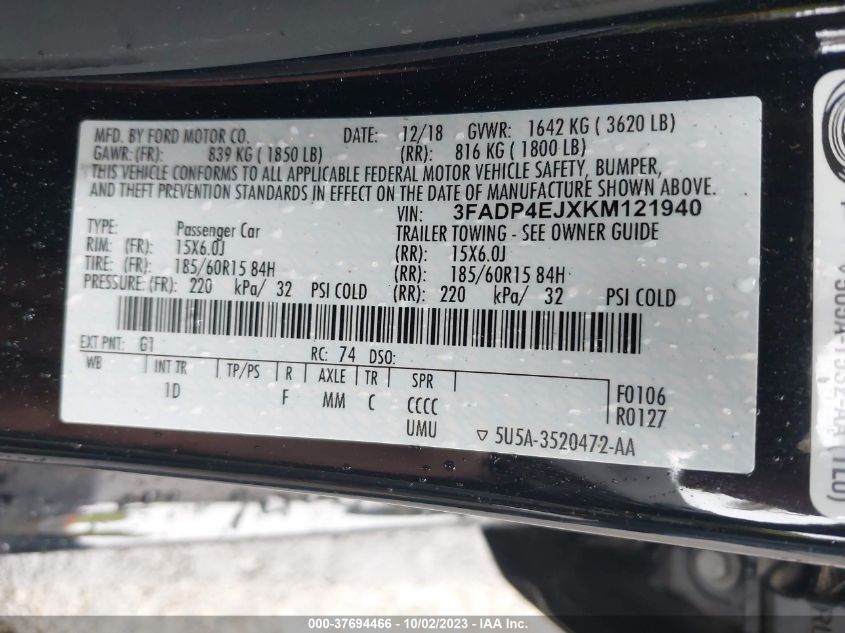 MFD. BY FORD MOTOR CO. DATE: 12/18 GVWR: 1642 KG ( 3620 LB)
GAWR:(FR): 839 KG ( 1850 LB) (RR): 816 KG ( 1800 LB)
THIS VEHICLE CONFORMS TO ALL APPLICABLE FEDERAL MOTOR VEHICLE SAFETY, BUMPER,
AND THEFT PREVENTION STANDARDS IN EFFECT ON THE DATE OF MANUFACTURE SHOWN ABOVE.
VIN: 3FADP4EJXKM121940
TYPE: Passenger Car TRAILER TOWING - SEE OWNER GUIDE
RIM: (FR): 15X6.0J (RR): 15X6.0J
TIRE: (FR): 185/60R15 84H (RR): 185/60R15 84H
PRESSURE: (FR): 220 kPa/ 32 PSI COLD (RR): 220 kPa/ 32 PSI COLD
EXT PNT: G1 RC: 74 DSO:
WB INT TR TP/PS R AXLE TR SPR
1D F MM C CCCC F0106
UMU R0127
▽ 5U5A-3520472-AA
000-37694466 - 10/02/2023 - IAA Inc.